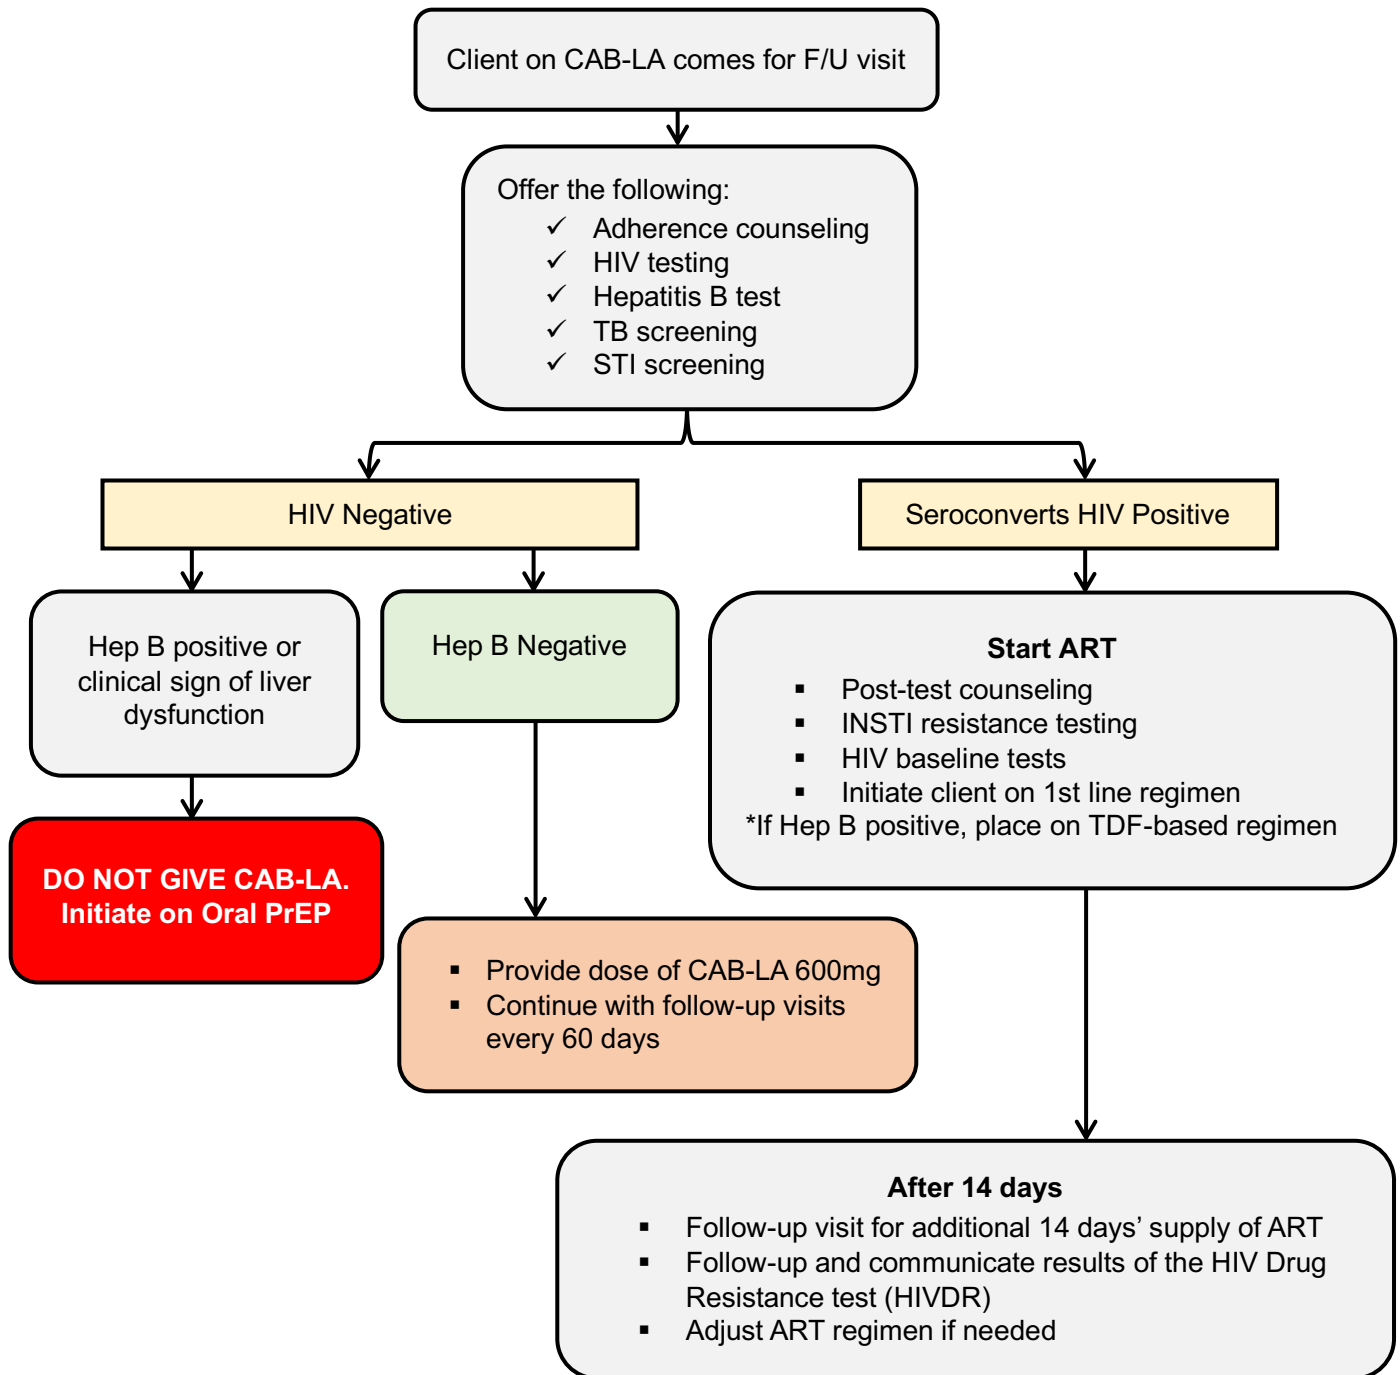 Client on CAB-LA comes for F/U visit
Offer the following:
✓ Adherence counseling
✓ HIV testing
✓ Hepatitis B test
✓ TB screening
✓ STI screening
HIV Negative
Seroconverts HIV Positive
Hep B positive or
clinical sign of liver
dysfunction
Hep B Negative
Start ART
▪ Post-test counseling
▪ INSTI resistance testing
▪ HIV baseline tests
▪ Initiate client on 1st line regimen
*If Hep B positive, place on TDF-based regimen
DO NOT GIVE CAB-LA.
Initiate on Oral PrEP
▪ Provide dose of CAB-LA 600mg
▪ Continue with follow-up visits
every 60 days
After 14 days
▪ Follow-up visit for additional 14 days’ supply of ART
▪ Follow-up and communicate results of the HIV Drug
Resistance test (HIVDR)
▪ Adjust ART regimen if needed